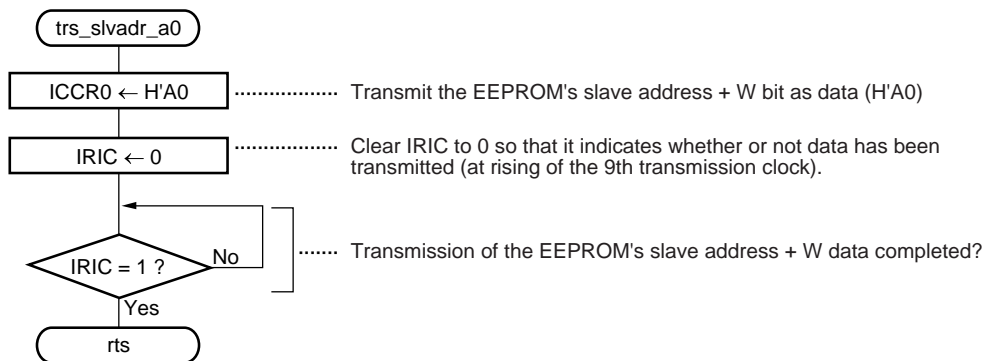 trs_slvadr_a0
ICCR0 ← H'A0
Transmit the EEPROM's slave address + W bit as data (H'A0)
IRIC ← 0
Clear IRIC to 0 so that it indicates whether or not data has been
transmitted (at rising of the 9th transmission clock).
IRIC = 1 ?
No
Transmission of the EEPROM's slave address + W data completed?
Yes
rts